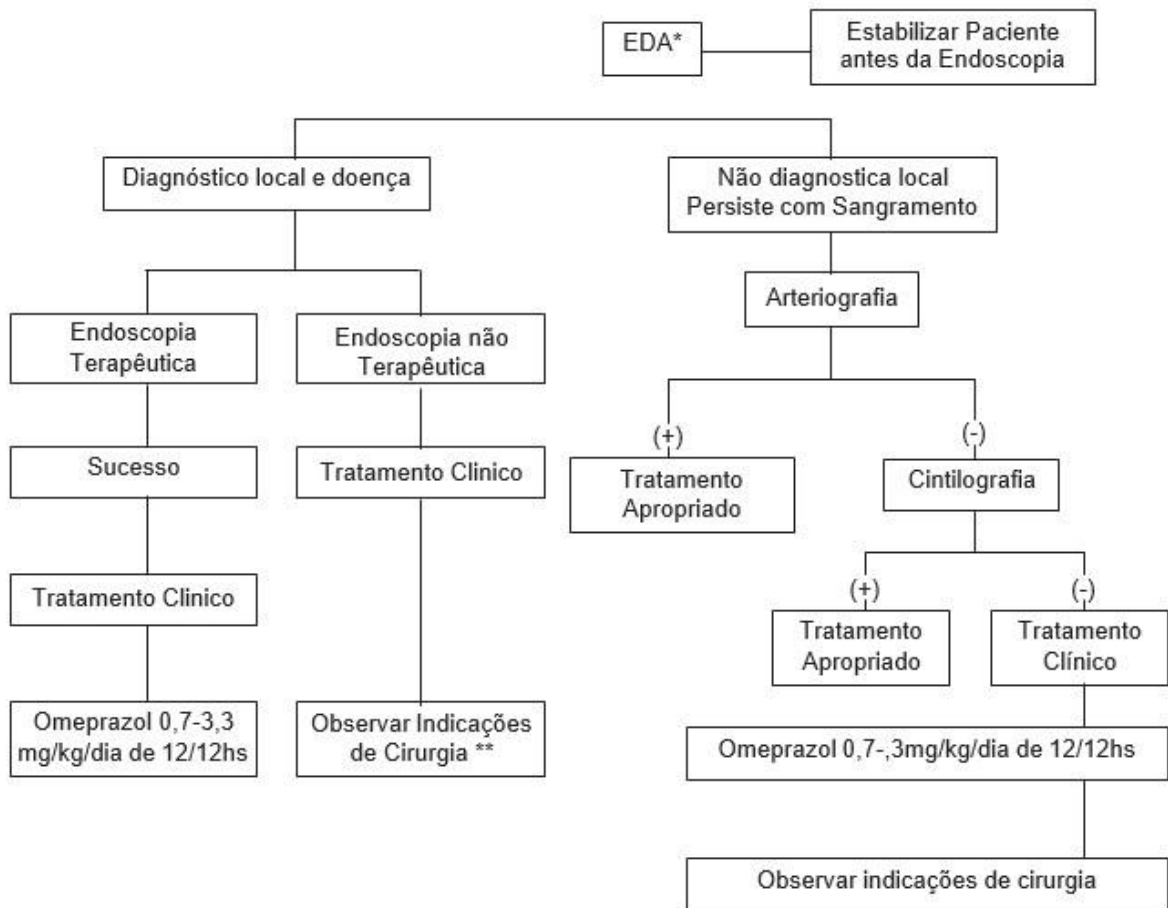 EDA*
Estabilizar Paciente
antes da Endoscopia
Diagnóstico local e doença
Não diagnostica local
Persiste com Sangramento
Arteriografia
Endoscopia
Terapêutica
Endoscopia não
Terapêutica
(+)
(-)
Sucesso
Tratamento Clinico
Tratamento
Apropriado
Cintilografia
(+)
(-)
Tratamento Clinico
Tratamento
Apropriado
Tratamento
Clínico
Omeprazol 0,7-3,3
mg/kg/dia de 12/12hs
Observar Indicações
de Cirurgia **
Omeprazol 0,7-,3mg/kg/dia de 12/12hs
Observar indicações de cirurgia